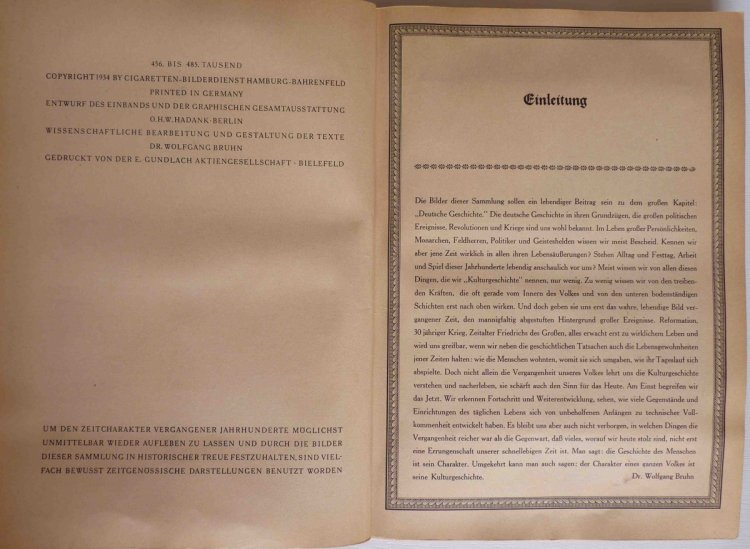 456. BIS 485. TAUSEND
COPYRIGHT 1934 BY CIGARETTEN-BILDERDIENST HAMBURG-BAHRENFELD
PRINTED IN GERMANY
ENTWURF DES EINBANDS UND DER GRAPHISCHEN GESAMTAUSSTATTUNG
O.H.W. HADANK-BERLIN
WISSENSCHAFTLICHE BEARBEITUNG UND GESTALTUNG DER TEXTE
DR. WOLFGANG BRUHN
GEDRUCKT VON DER E. GUNDLACH AKTIENGESELLSCHAFT - BIELEFELD
UM DEN ZEITCHARAKTER VERGANGENER JAHRHUNDERTE MÖGLICHST
UNMITTELBAR WIEDER AUFLEBEN ZU LASSEN UND DURCH DIE BILDER
DIESER SAMMLUNG IN HISTORISCHER TREUE FESTZUHALTEN, SIND VIEL-
FACH BEWUSST ZEITGENÖSSISCHE DARSTELLUNGEN BENUTZT WORDEN
Einleitung
Die Bilder dieser Sammlung sollen ein lebendiger Beitrag sein zu dem großen Kapitel:
„Deutsche Geschichte." Die deutsche Geschichte in ihren Grundzügen, die großen politischen
Ereignisse, Revolutionen und Kriege sind uns wohl bekannt. Im Leben großer Persönlichkeiten,
Monarchen, Feldherren, Politiker und Geisteshelden wissen wir meist Bescheid. Kennen wir
aber jene Zeit wirklich in allen ihren Lebensäußerungen? Stehen Alltag und Festtag, Arbeit
und Spiel dieser Jahrhunderte lebendig anschaulich vor uns? Meist wissen wir von allen diesen
Dingen, die wir „Kulturgeschichte" nennen, nur wenig. Zu wenig wissen wir von den treiben-
den Kräften, die oft gerade vom Innern des Volkes und von den unteren bodenständigen
Schichten erst nach oben wirken. Und doch geben sie uns erst das wahre, lebendige Bild ver-
gangener Zeit, den mannigfaltig abgestuften Hintergrund großer Ereignisse. Reformation,
30 jähriger Krieg, Zeitalter Friedrichs des Großen, alles erwacht erst zu wirklichem Leben und
wird uns greifbar, wenn wir neben die geschichtlichen Tatsachen auch die Lebensgewohnheiten
jener Zeiten halten: wie die Menschen wohnten, womit sie sich umgaben, wie ihr Tageslauf sich
abspielte. Doch nicht allein die Vergangenheit unseres Volkes lehrt uns die Kulturgeschichte
verstehen und nacherleben, sie schärft auch den Sinn für das Heute. Am Einst begreifen wir
das Jetzt. Wir erkennen Fortschritt und Weiterentwicklung, sehen, wie viele Gegenstände und
Einrichtungen des täglichen Lebens sich von unbeholfenen Anfängen zu technischer Voll-
kommenheit entwickelt haben. Es bleibt uns aber auch nicht verborgen, in welchen Dingen die
Vergangenheit reicher war als die Gegenwart, daß vieles, worauf wir heute stolz sind, nicht erst
eine Errungenschaft unserer schnellebigen Zeit ist. Man sagt: die Geschichte des Menschen
ist sein Charakter. Umgekehrt kann man auch sagen: der Charakter eines ganzen Volkes ist
seine Kulturgeschichte. Dr. Wolfgang Bruhn